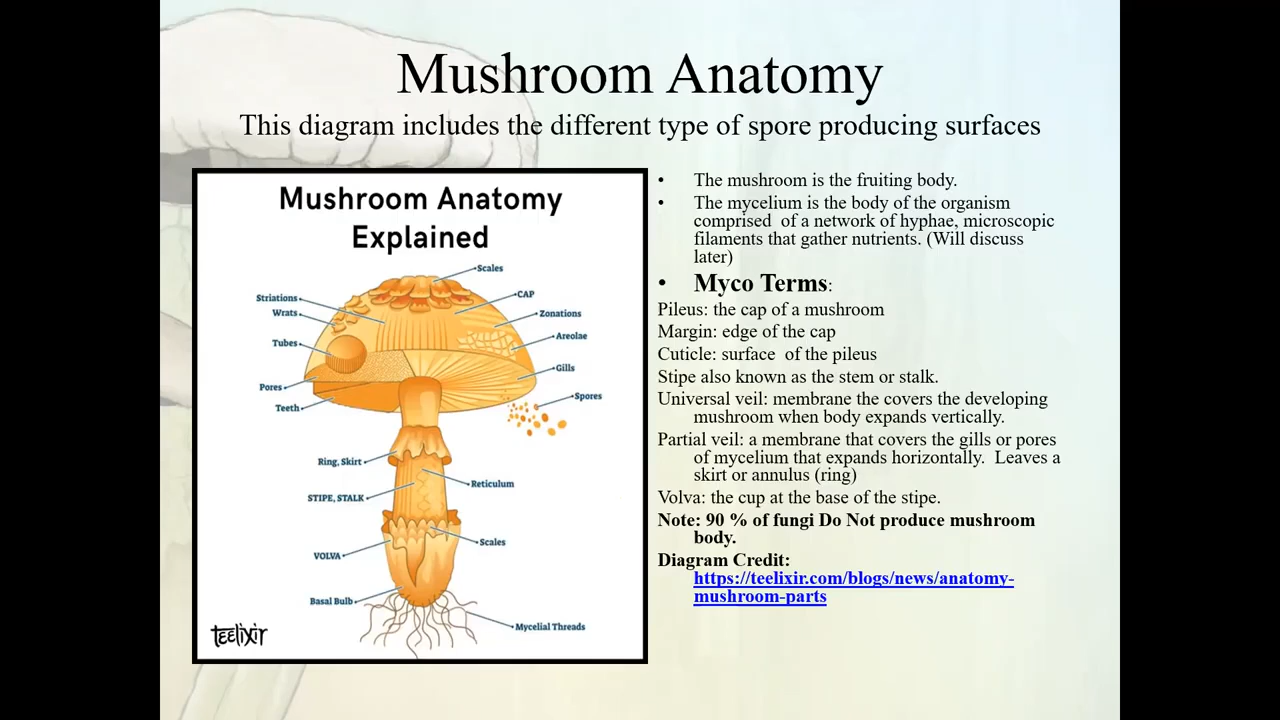 Mushroom Anatomy
This diagram includes the different type of spore producing surfaces
Mushroom Anatomy
Explained
Scales
CAP
Striations
Wrats
Zonations
Areolae
Tubes
Gills
Pores
Spores
Teeth
Ring, Skirt
Reticulum
STIPE, STALK
Scales
VOLVA
Basal Bulb
Mycelial Threads
teelixir
• The mushroom is the fruiting body.
• The mycelium is the body of the organism
comprised of a network of hyphae, microscopic
filaments that gather nutrients. (Will discuss
later)
• Myco Terms:
Pileus: the cap of a mushroom
Margin: edge of the cap
Cuticle: surface of the pileus
Stipe also known as the stem or stalk.
Universal veil: membrane the covers the developing
mushroom when body expands vertically.
Partial veil: a membrane that covers the gills or pores
of mycelium that expands horizontally. Leaves a
skirt or annulus (ring)
Volva: the cup at the base of the stipe.
Note: 90 % of fungi Do Not produce mushroom
body.
Diagram Credit:
https://teelixir.com/blogs/news/anatomy-
mushroom-parts